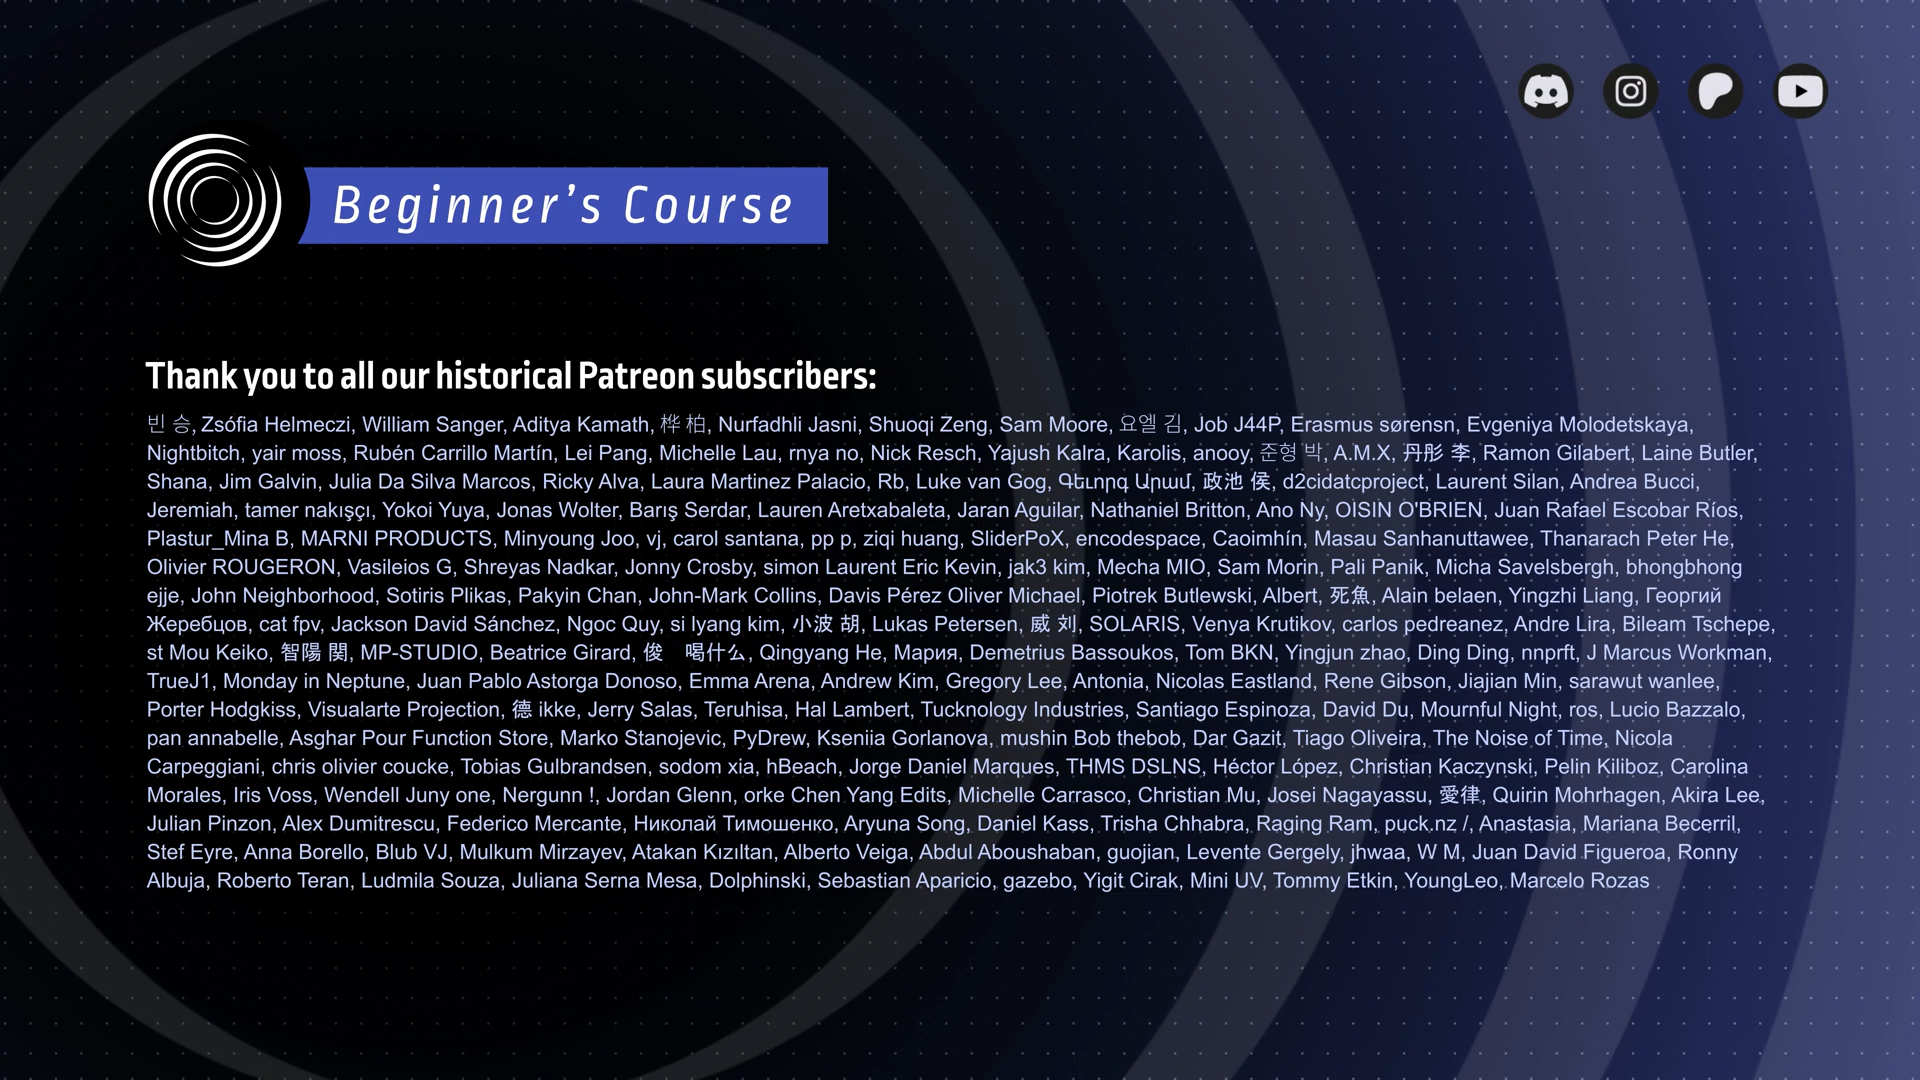 Beginner’s Course
Thank you to all our historical Patreon subscribers:
빈 승, Zsófia Helmeczi, William Sanger, Aditya Kamath, 桦 柏, Nurfadhli Jasni, Shuoqi Zeng, Sam Moore, 요엘 김, Job J44P, Erasmus sørensn, Evgeniya Molodetskaya,
Nightbitch, yair moss, Rubén Carrillo Martín, Lei Pang, Michelle Lau, rnya no, Nick Resch, Yajush Kalra, Karolis, anooy, 준형 박, A.M.X, 丹彤 李, Ramon Gilabert, Laine Butler,
Shana, Jim Galvin, Julia Da Silva Marcos, Ricky Alva, Laura Martinez Palacio, Rb, Luke van Gog, Գեւորգ Արամ, 政池 侯, d2cidatcproject, Laurent Silan, Andrea Bucci,
Jeremiah, tamer nakışçı, Yokoi Yuya, Jonas Wolter, Barış Serdar, Lauren Aretxabaleta, Jaran Aguilar, Nathaniel Britton, Ano Ny, OISIN O'BRIEN, Juan Rafael Escobar Ríos,
Plastur_Mina B, MARNI PRODUCTS, Minyoung Joo, vj, carol santana, pp p, ziqi huang, SliderPoX, encodespace, Caoimhín, Masau Sanhanuttawee, Thanarach Peter He,
Olivier ROUGERON, Vasileios G, Shreyas Nadkar, Jonny Crosby, simon Laurent Eric Kevin, jak3 kim, Mecha MIO, Sam Morin, Pali Panik, Micha Savelsbergh, bhongbhong
ejje, John Neighborhood, Sotiris Plikas, Pakyin Chan, John-Mark Collins, Davis Pérez Oliver Michael, Piotrek Butlewski, Albert, 死魚, Alain belaen, Yingzhi Liang, Георгий
Жеребцов, cat fpv, Jackson David Sánchez, Ngoc Quy, si lyang kim, 小波 胡, Lukas Petersen, 威 刘, SOLARIS, Venya Krutikov, carlos pedreanez, Andre Lira, Bileam Tschepe,
st Mou Keiko, 智陽 関, MP-STUDIO, Beatrice Girard, 俊　喝什么, Qingyang He, Мария, Demetrius Bassoukos, Tom BKN, Yingjun zhao, Ding Ding, nnprft, J Marcus Workman,
TrueJ1, Monday in Neptune, Juan Pablo Astorga Donoso, Emma Arena, Andrew Kim, Gregory Lee, Antonia, Nicolas Eastland, Rene Gibson, Jiajian Min, sarawut wanlee,
Porter Hodgkiss, Visualarte Projection, 德 ikke, Jerry Salas, Teruhisa, Hal Lambert, Tucknology Industries, Santiago Espinoza, David Du, Mournful Night, ros, Lucio Bazzalo,
pan annabelle, Asghar Pour Function Store, Marko Stanojevic, PyDrew, Kseniia Gorlanova, mushin Bob thebob, Dar Gazit, Tiago Oliveira, The Noise of Time, Nicola
Carpeggiani, chris olivier coucke, Tobias Gulbrandsen, sodom xia, hBeach, Jorge Daniel Marques, THMS DSLNS, Héctor López, Christian Kaczynski, Pelin Kiliboz, Carolina
Morales, Iris Voss, Wendell Juny one, Nergunn !, Jordan Glenn, orke Chen Yang Edits, Michelle Carrasco, Christian Mu, Josei Nagayassu, 愛律, Quirin Mohrhagen, Akira Lee,
Julian Pinzon, Alex Dumitrescu, Federico Mercante, Николай Тимошенко, Aryuna Song, Daniel Kass, Trisha Chhabra, Raging Ram, puck.nz /, Anastasia, Mariana Becerril,
Stef Eyre, Anna Borello, Blub VJ, Mulkum Mirzayev, Atakan Kızıltan, Alberto Veiga, Abdul Aboushaban, guojian, Levente Gergely, jhwaa, W M, Juan David Figueroa, Ronny
Albuja, Roberto Teran, Ludmila Souza, Juliana Serna Mesa, Dolphinski, Sebastian Aparicio, gazebo, Yigit Cirak, Mini UV, Tommy Etkin, YoungLeo, Marcelo Rozas